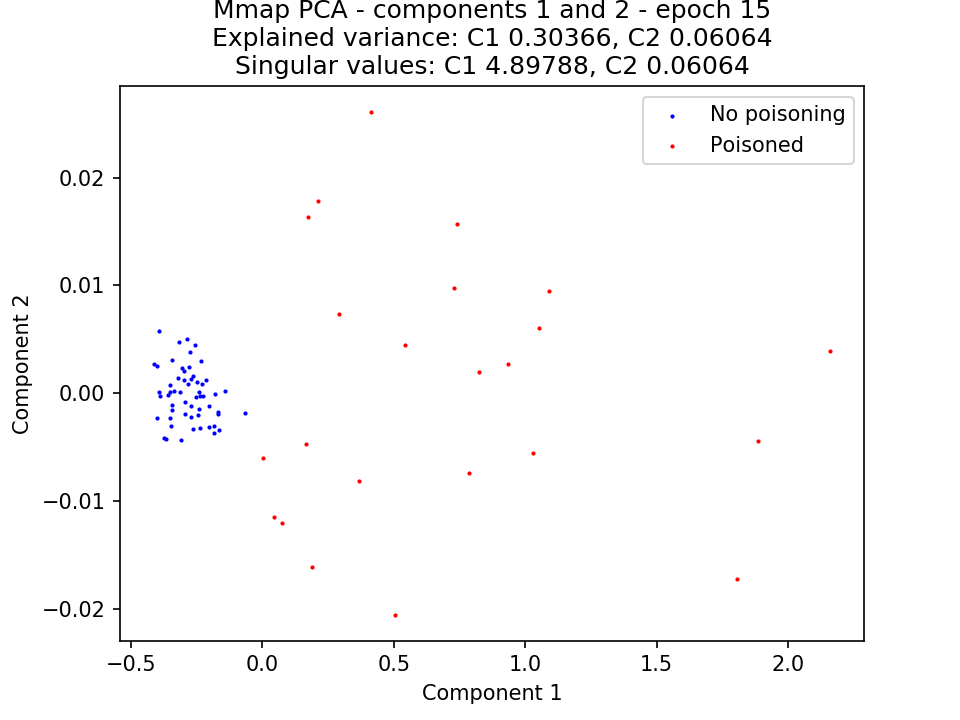 Mmap PCA - components 1 and 2 - epoch 15
Explained variance: C1 0.30366, C2 0.06064
Singular values: C1 4.89788, C2 0.06064
No poisoning
Poisoned
0.02
0.01
0.00
−0.01
−0.02
Component 2
−0.5
0.0
0.5
1.0
1.5
2.0
Component 1